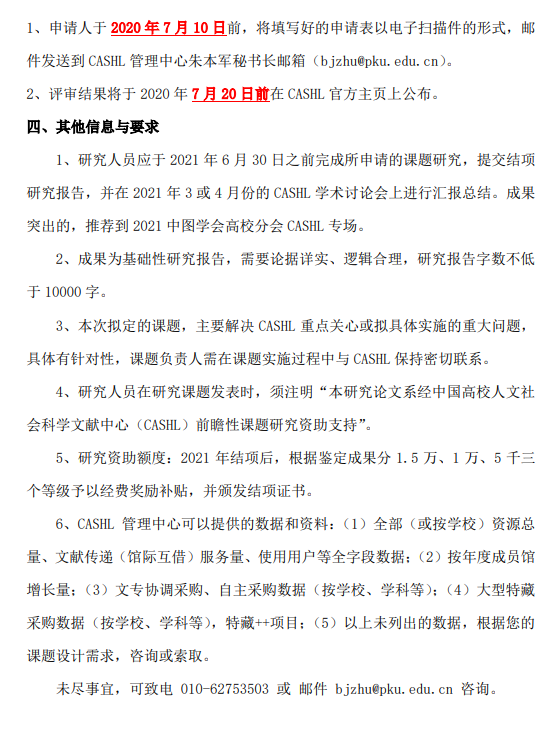 1、申请人于 2020 年 7 月 10 日前，将填写好的申请表以电子扫描件的形式，邮
件发送到 CASHL 管理中心朱本军秘书长邮箱（bjzhu@pku.edu.cn）。
2、评审结果将于 2020 年 7 月 20 日前在 CASHL 官方主页上公布。
四、其他信息与要求
1、研究人员应于 2021 年 6 月 30 日之前完成所申请的课题研究，提交结项
研究报告，并在 2021 年 3 或 4 月份的 CASHL 学术讨论会上进行汇报总结。成果
突出的，推荐到 2021 中图学会高校分会 CASHL 专场。
2、成果为基础性研究报告，需要论据详实、逻辑合理，研究报告字数不低
于 10000 字。
3、本次拟定的课题，主要解决 CASHL 重点关心或拟具体实施的重大问题，
具体有针对性，课题负责人需在课题实施过程中与 CASHL 保持密切联系。
4、研究人员在研究课题发表时，须注明“本研究论文系经中国高校人文社
会科学文献中心（CASHL）前瞻性课题研究资助支持”。
5、研究资助额度：2021 年结项后，根据鉴定成果分 1.5 万、1 万、5 千三
个等级予以经费奖励补贴，并颁发结项证书。
6、CASHL 管理中心可以提供的数据和资料：（1）全部（或按学校）资源总
量、文献传递（馆际互借）服务量、使用用户等全字段数据；（2）按年度成员馆
增长量；（3）文专协调采购、自主采购数据（按学校、学科等）；（4）大型特藏
采购数据（按学校、学科等），特藏++项目；（5）以上未列出的数据，根据您的
课题设计需求，咨询或索取。
未尽事宜，可致电 010-62753503 或 邮件 bjzhu@pku.edu.cn 咨询。